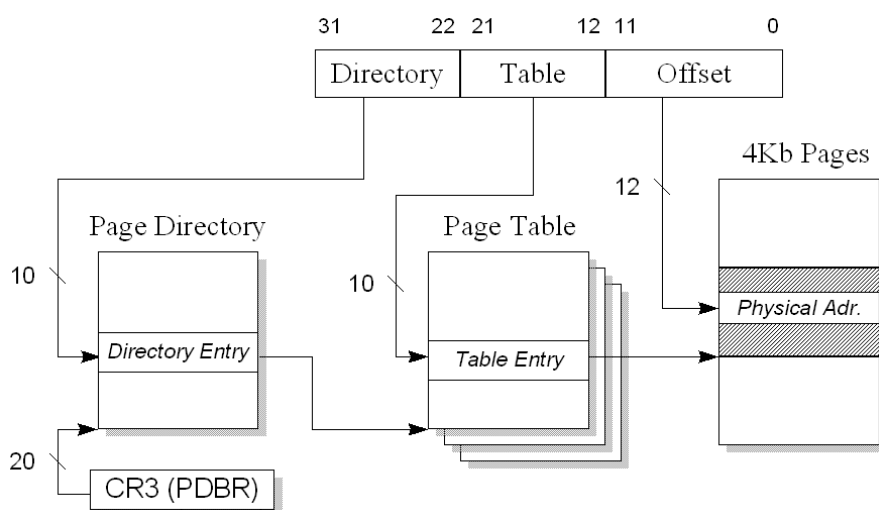 31 22 21 12 11 0
Directory Table Offset
4Kb Pages
12
Page Directory Page Table
10 10
Physical Adr.
Directory Entry Table Entry
20
CR3 (PDBR)